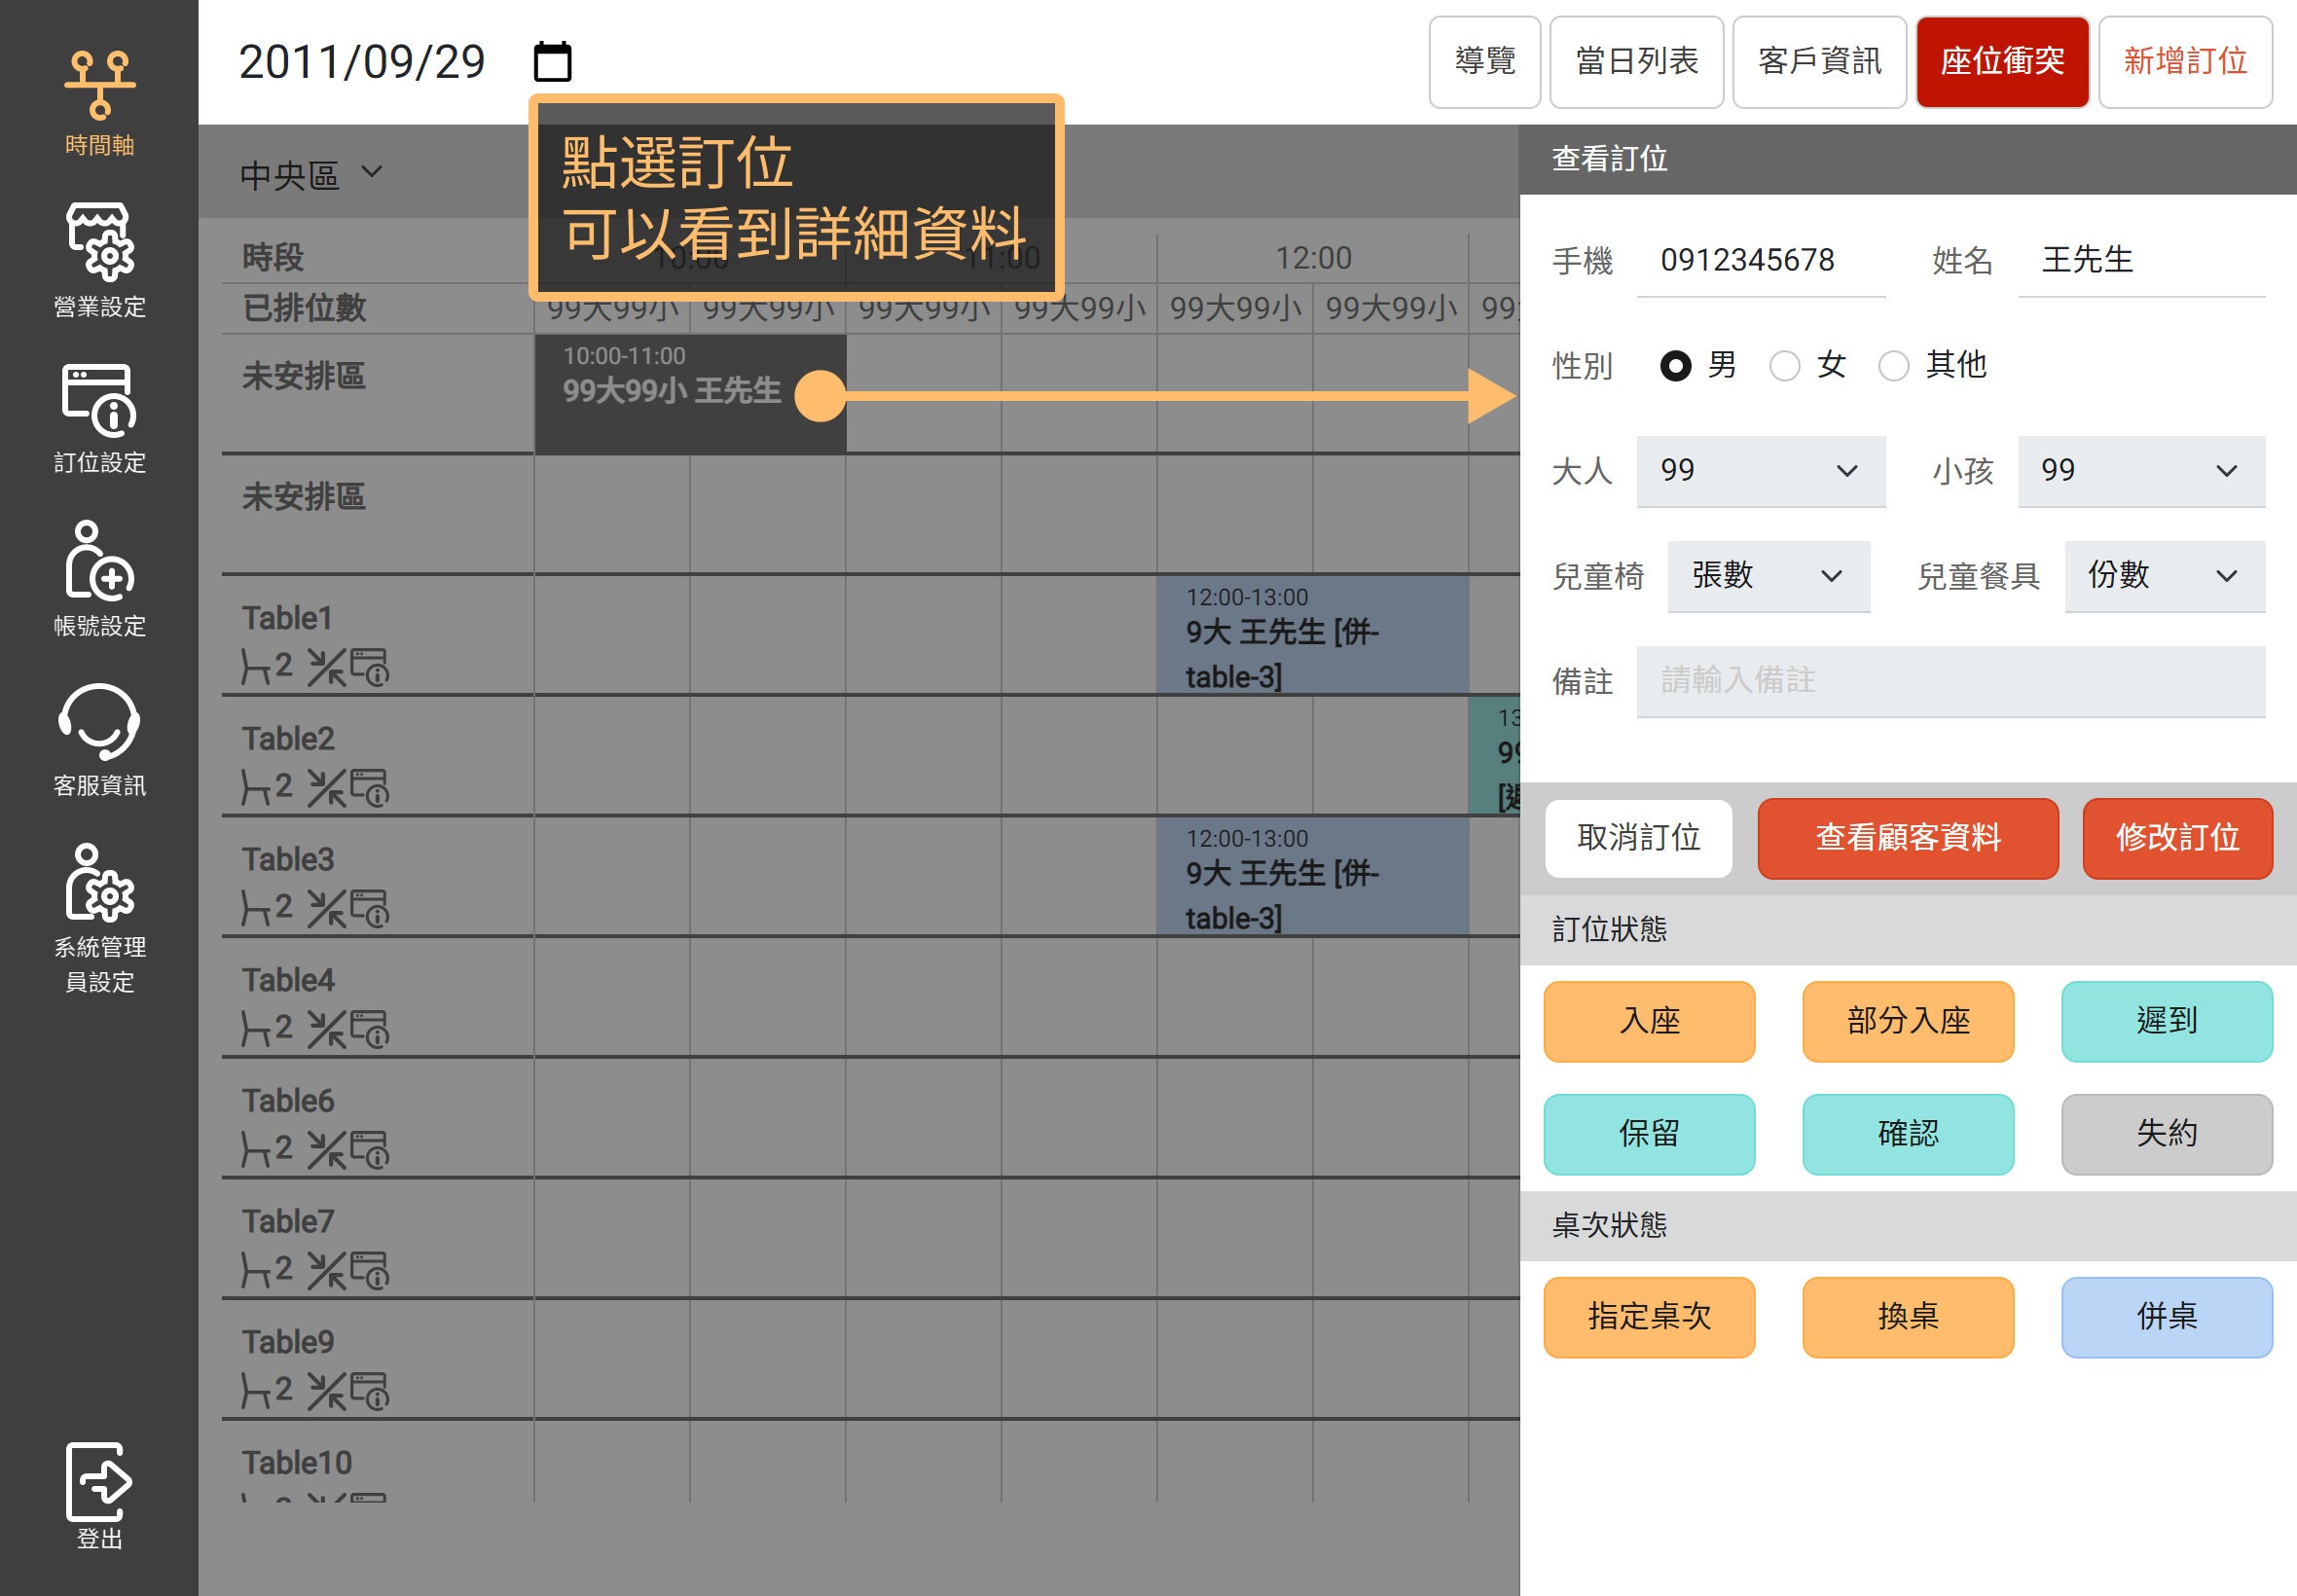 時間軸
營業設定
訂位設定
帳號設定
客服資訊
系統管理
員設定
登出
2011/09/29
導覽
當日列表
客戶資訊
座位衝突
新增訂位
中央區
點選訂位
可以看到詳細資料
時段 10:00 11:00 12:00
已排位數 99大99小 99大99小 99大99小 99大99小 99大99小 99大99小 99
未安排區
10:00-11:00
99大99小 王先生
未安排區
Table1
2
12:00-13:00
9大 王先生 [併-
table-3]
Table2
2
13
99
[遲
Table3
2
12:00-13:00
9大 王先生 [併-
table-3]
Table4
2
Table6
2
Table7
2
Table9
2
Table10
查看訂位
手機 0912345678 姓名 王先生
性別 男 女 其他
大人 99 小孩 99
兒童椅 張數 兒童餐具 份數
備註 請輸入備註
取消訂位 查看顧客資料 修改訂位
訂位狀態
入座 部分入座 遲到
保留 確認 失約
桌次狀態
指定桌次 換桌 併桌